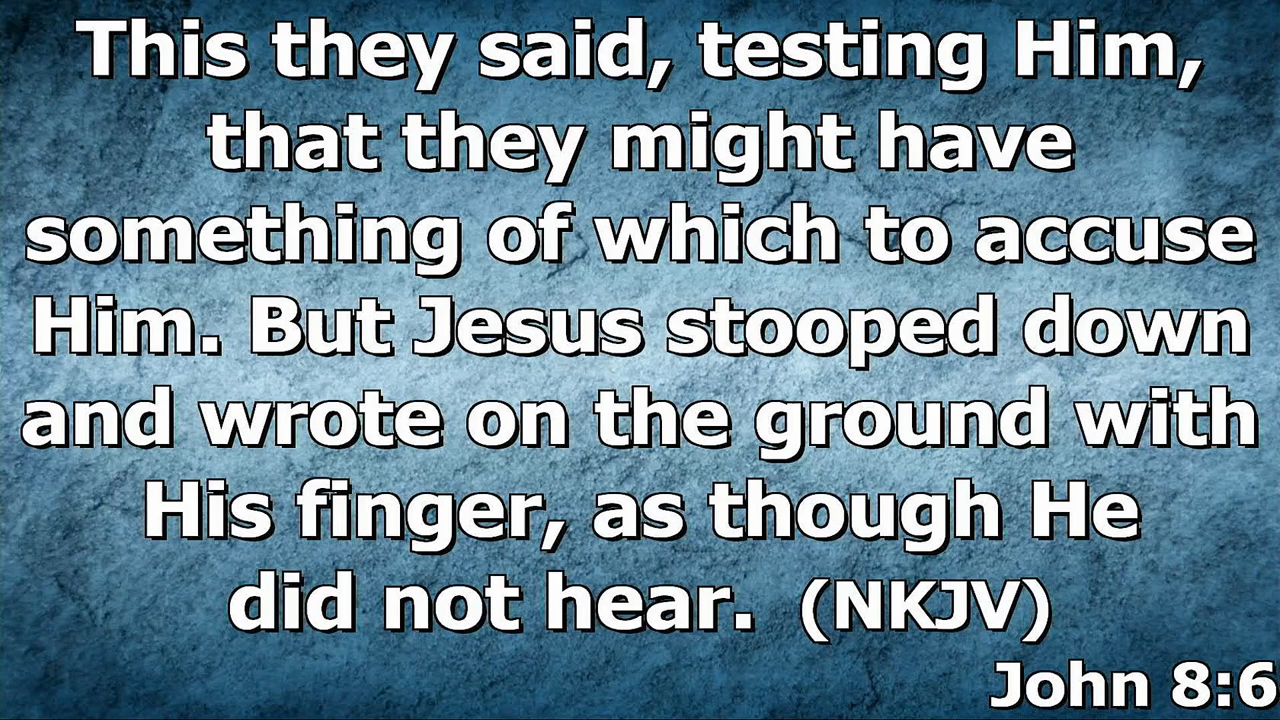 This they said, testing Him,
that they might have
something of which to accuse
Him. But Jesus stooped down
and wrote on the ground with
His finger, as though He
did not hear. (NKJV)
John 8:6